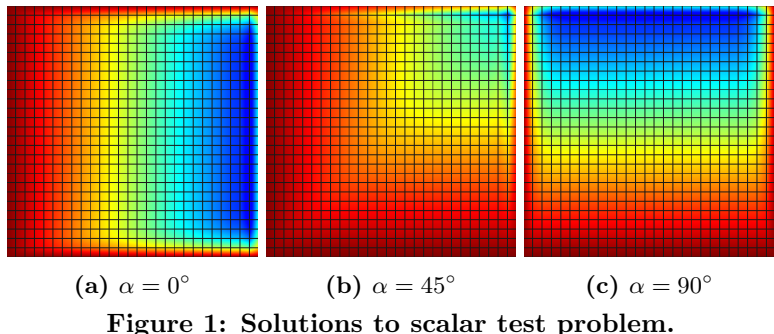 (a) α = 0° (b) α = 45° (c) α = 90°
Figure 1: Solutions to scalar test problem.